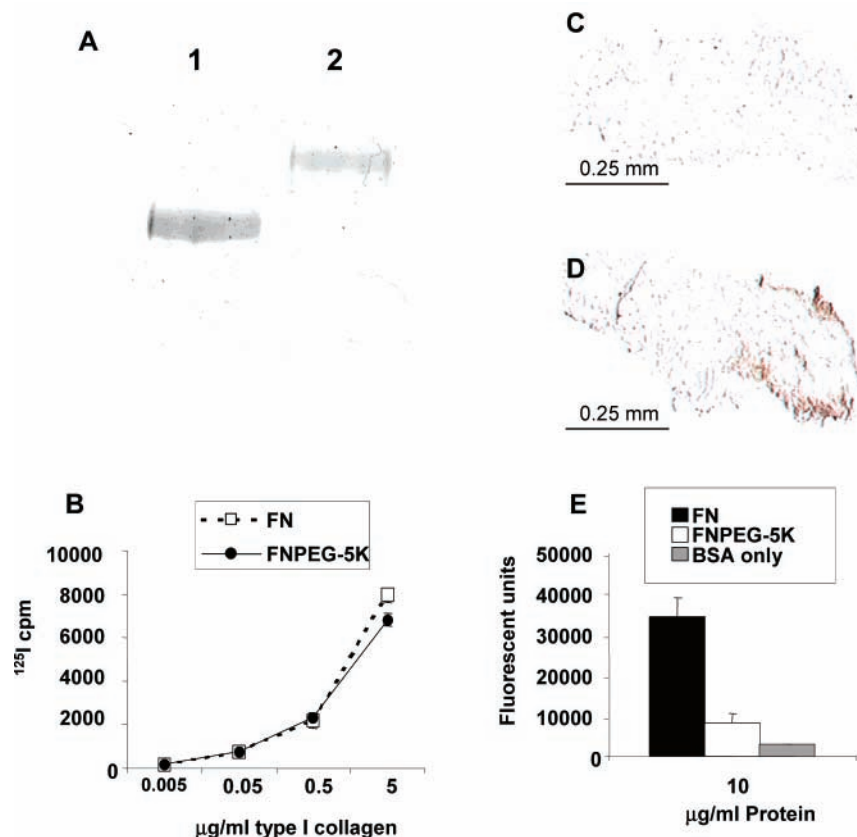 A
1 2
C
0.25 mm
D
0.25 mm
B
FN
FNPEG-5K
10000
8000
6000
4000
2000
0
¹²⁵I cpm
0.005 0.05 0.5 5
µg/ml type I collagen
E
FN
FNPEG-5K
BSA only
50000
40000
30000
20000
10000
0
Fluorescent units
10
µg/ml Protein